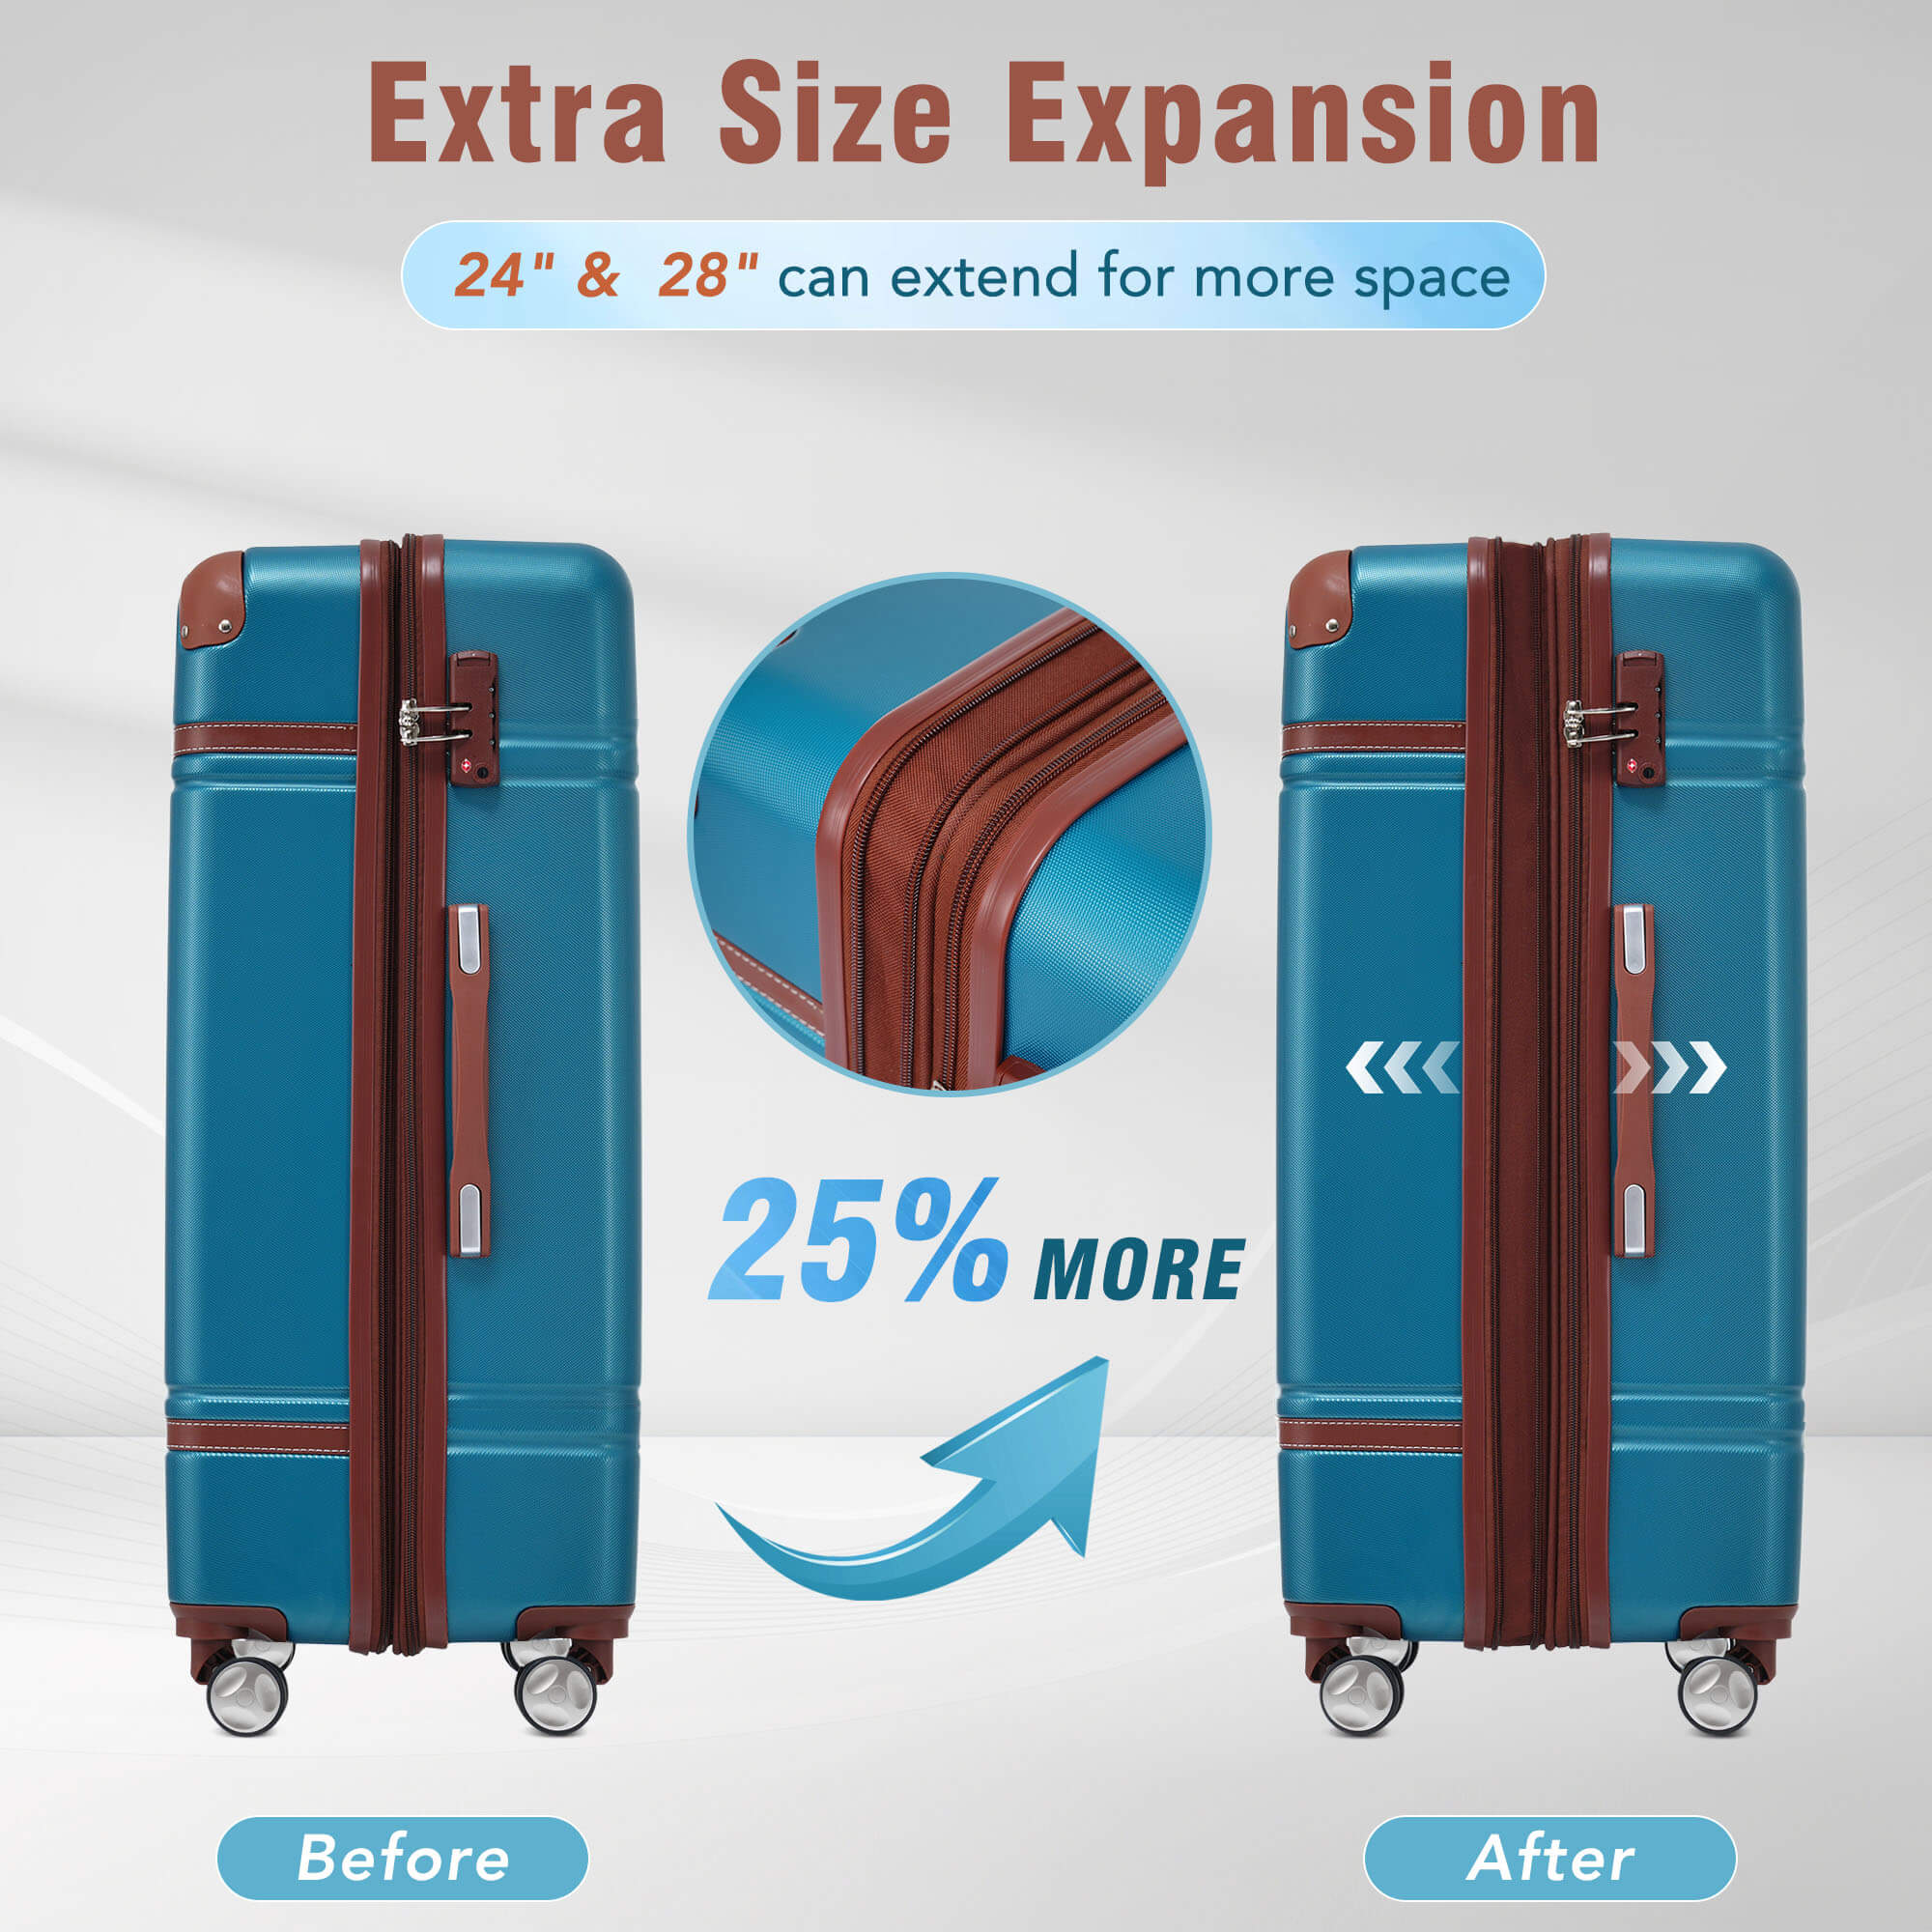 Extra Size Expansion
24" & 28" can extend for more space
25% MORE
Before
After